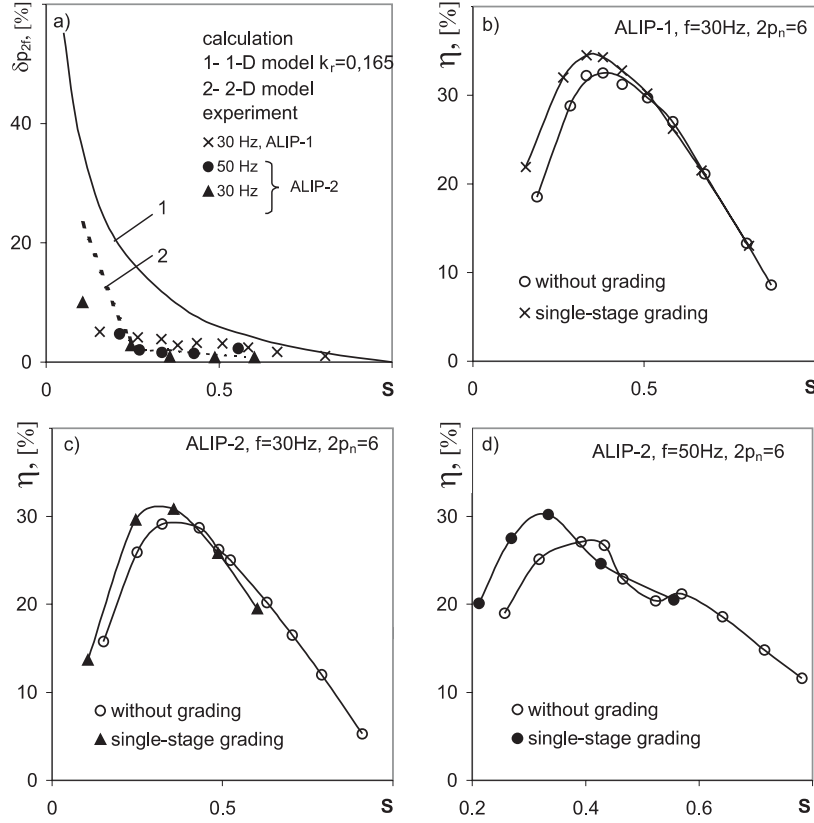 a)
δp2f, [%]
60
40
20
0
0
0.5
S
calculation
1- 1-D model kr=0,165
2- 2-D model
experiment
× 30 Hz, ALIP-1
● 50 Hz
▲ 30 Hz
ALIP-2
1
2
b)
ALIP-1, f=30Hz, 2pn=6
η, [%]
30
20
10
0
0
0.5
S
without grading
single-stage grading
c)
ALIP-2, f=30Hz, 2pn=6
η, [%]
30
20
10
0
0
0.5
S
without grading
single-stage grading
d)
ALIP-2, f=50Hz, 2pn=6
η, [%]
30
20
10
0
0.2
0.4
0.6
S
without grading
single-stage grading